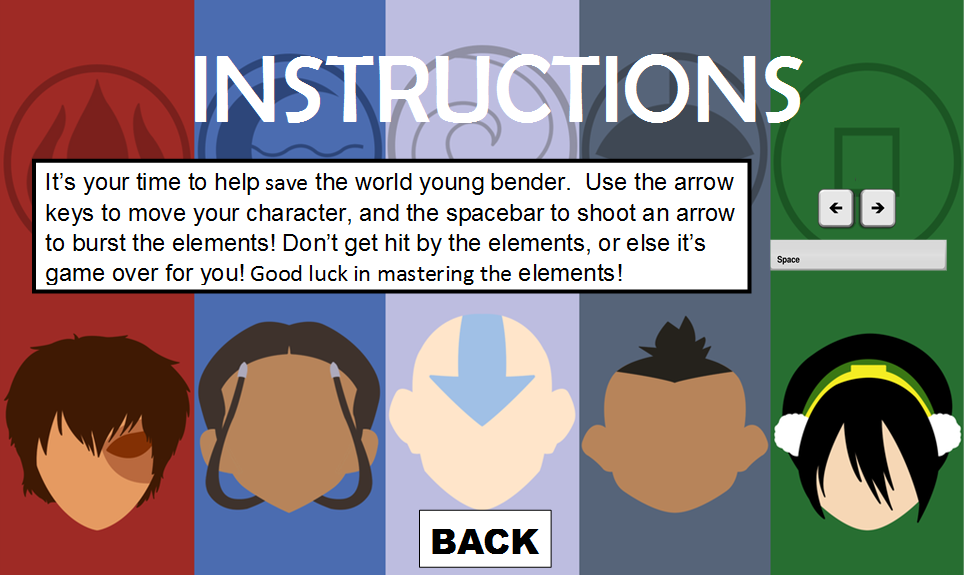 INSTRUCTIONS
It's your time to help save the world young bender.  Use the arrow
keys to move your character, and the spacebar to shoot an arrow
to burst the elements! Don't get hit by the elements, or else it's
game over for you! Good luck in mastering the elements!
← →
Space
BACK